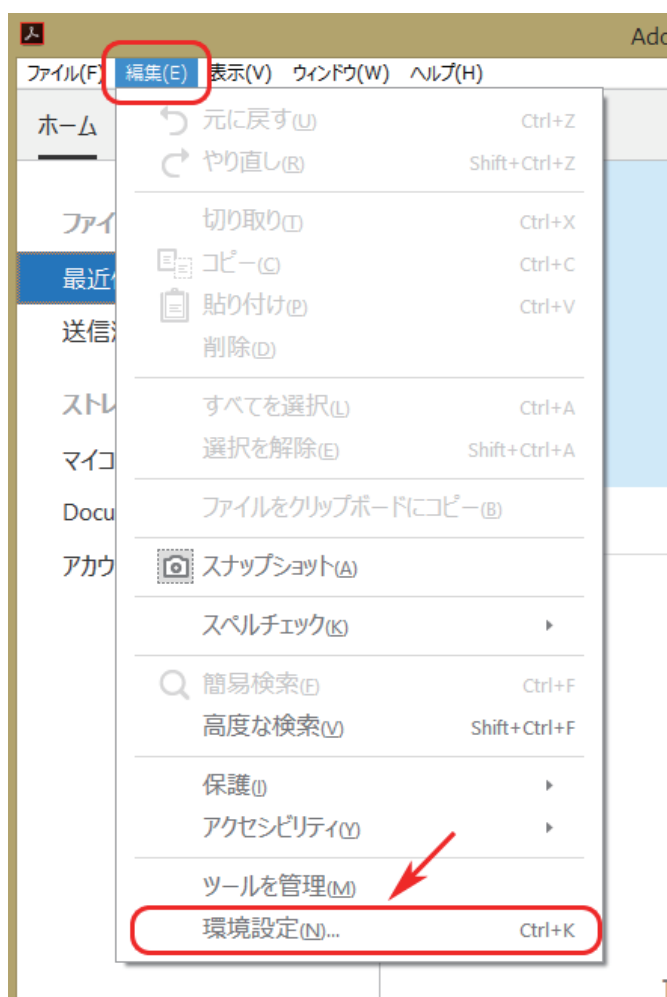 Ado
ファイル(F) 編集(E) 表示(V) ウィンドウ(W) ヘルプ(H)
ホーム
元に戻す(U) Ctrl+Z
やり直し(R) Shift+Ctrl+Z
ファイ
切り取り(T) Ctrl+X
最近
コピー(C) Ctrl+C
貼り付け(P) Ctrl+V
送信
削除(D)
ストレ
すべてを選択(L) Ctrl+A
マイコ
選択を解除(E) Shift+Ctrl+A
Docu
ファイルをクリップボードにコピー(B)
アカウ
スナップショット(A)
スペルチェック(K)
簡易検索(F) Ctrl+F
高度な検索(V) Shift+Ctrl+F
保護(I)
アクセシビリティ(Y)
ツールを管理(M)
環境設定(N)... Ctrl+K